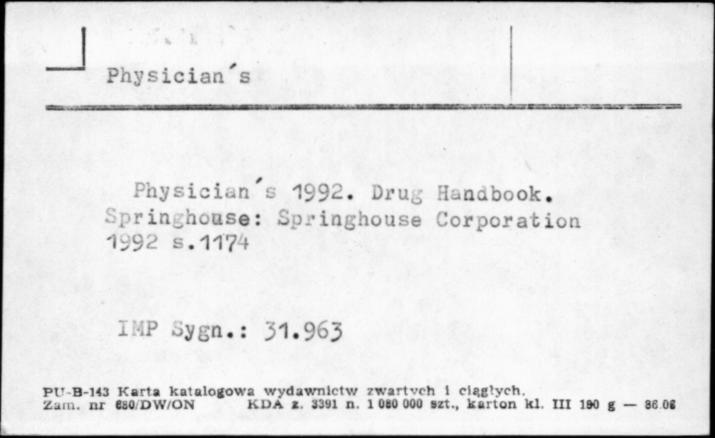 Physician´s
Physician´s 1992. Drug Handbook.
Springhouse: Springhouse Corporation
1992 s.1174
IMP Sygn.: 31.963
PU-B-143 Karta katalogowa wydawnictw zwartych i ciągłych.
Zam. nr 680/DW/ON KDA z. 3391 n. 1 080 000 szt., karton kl. III 190 g — 86.06